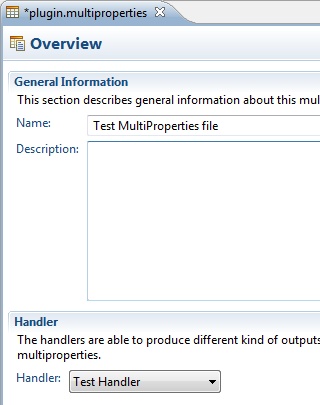 *plugin.multiproperties
Overview
General Information
This section describes general information about this mul
Name: Test MultiProperties file
Description:
Handler
The handlers are able to produce different kind of outputs
multiproperties.
Handler: Test Handler